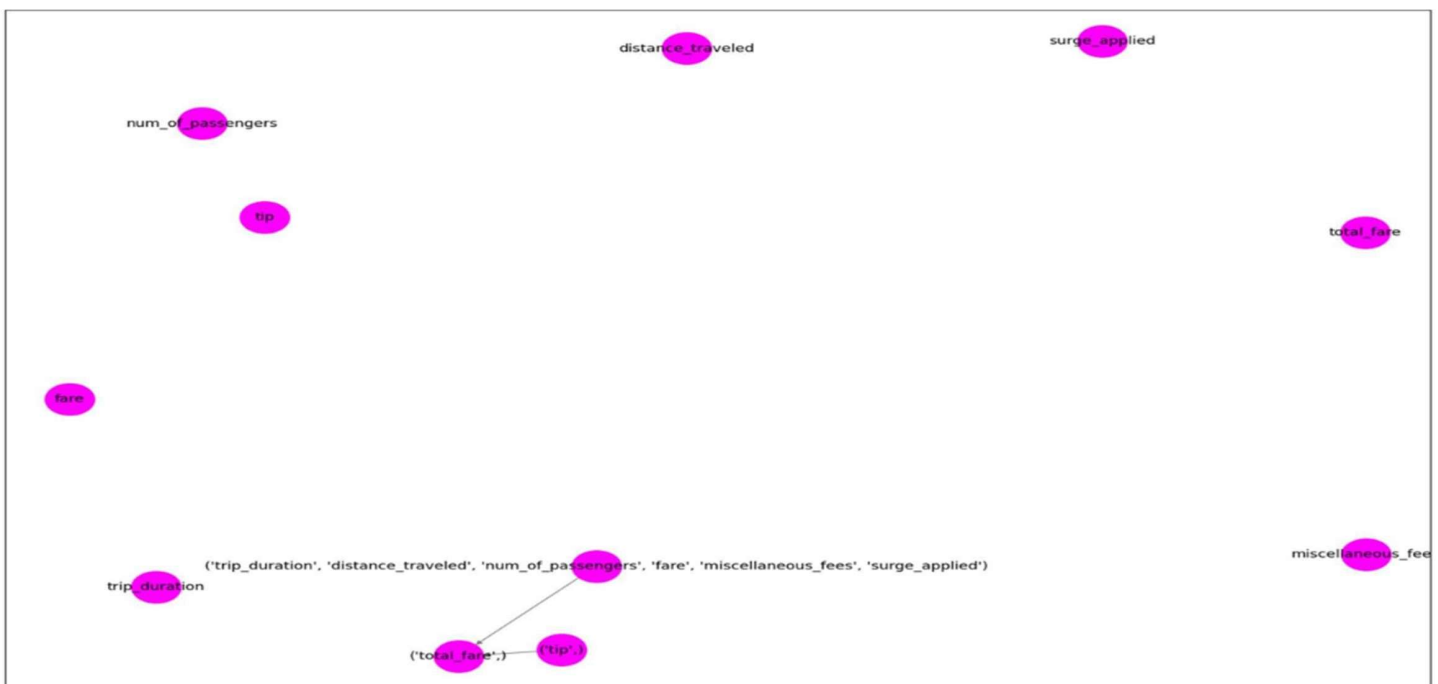 surge_applied
distance_traveled
num_of_passengers
tip
total_fare
fare
miscellaneous_fee
('trip_duration', 'distance_traveled', 'num_of_passengers', 'fare', 'miscellaneous_fees', 'surge_applied')
trip_duration
('tip',)
('total_fare',)